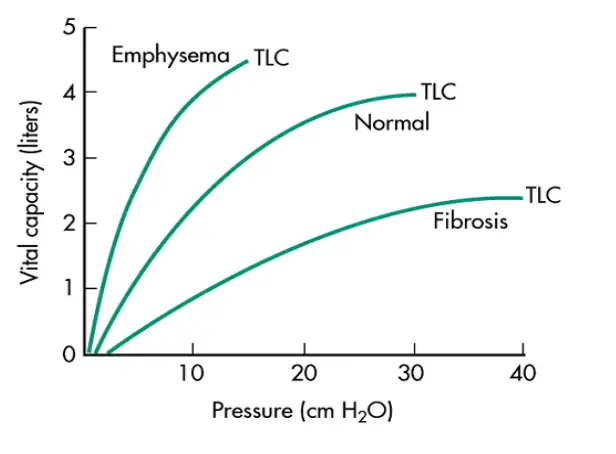 5
Emphysema TLC
4
TLC
Normal
3
Vital capacity (liters)
2
TLC
Fibrosis
1
0
10 20 30 40
Pressure (cm H₂O)